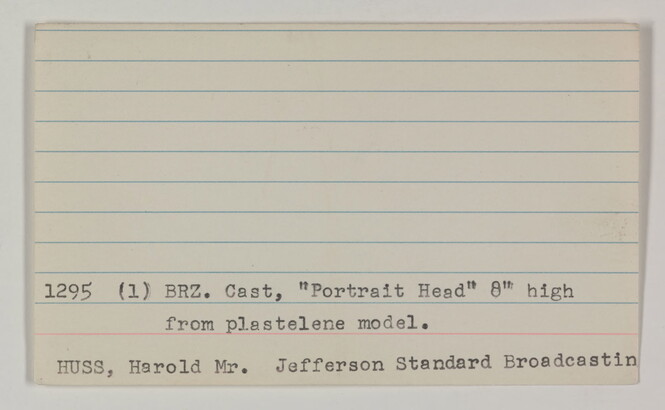 1295 (1) BRZ. Cast, "Portrait Head" 8" high
from plastelene model.
HUSS, Harold Mr. Jefferson Standard Broadcastin